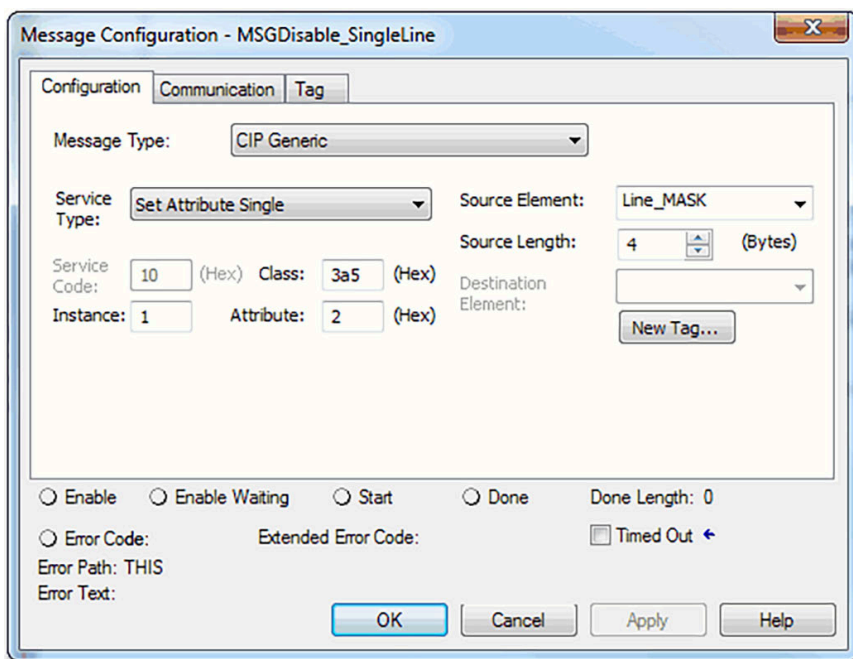 Message Configuration - MSGDisable_SingleLine
Configuration Communication Tag
Message Type: CIP Generic
Service Type: Set Attribute Single
Source Element: Line_MASK
Source Length: 4 (Bytes)
Service Code: 10 (Hex) Class: 3a5 (Hex)
Destination Element:
Instance: 1 Attribute: 2 (Hex)
New Tag...
Enable Enable Waiting Start Done Done Length: 0
Error Code: Extended Error Code: Timed Out
Error Path: THIS
Error Text:
OK Cancel Apply Help